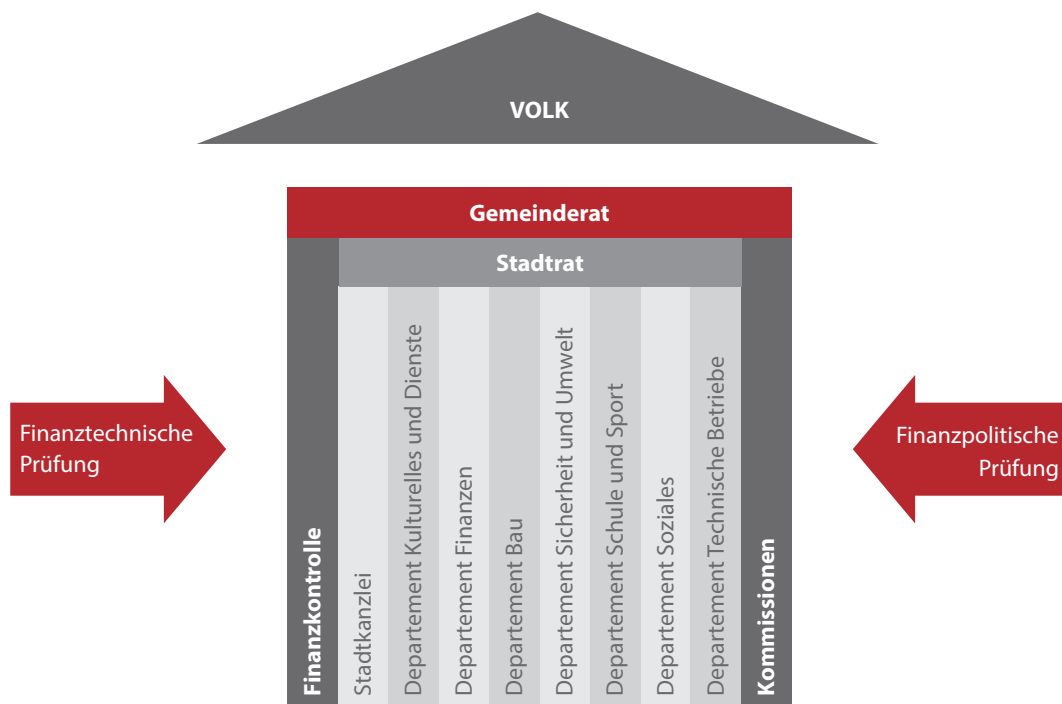 VOLK
Gemeinderat
Stadtrat
Finanztechnische
Prüfung
Finanzkontrolle
Stadtkanzlei
Departement Kulturelles und Dienste
Departement Finanzen
Departement Bau
Departement Sicherheit und Umwelt
Departement Schule und Sport
Departement Soziales
Departement Technische Betriebe
Kommissionen
Finanzpolitische
Prüfung